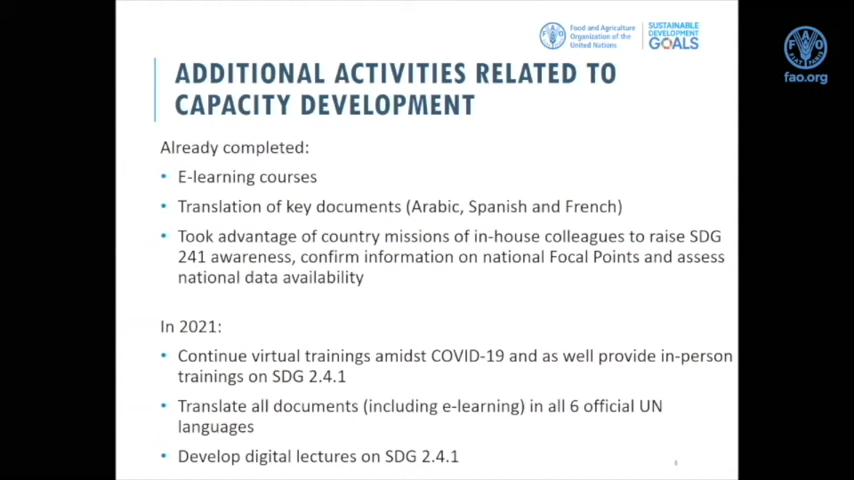 Food and Agriculture
Organization of the
United Nations
SUSTAINABLE
DEVELOPMENT
GOALS
FAO
FIAT PANIS
fao.org
ADDITIONAL ACTIVITIES RELATED TO
CAPACITY DEVELOPMENT
Already completed:
• E-learning courses
• Translation of key documents (Arabic, Spanish and French)
• Took advantage of country missions of in-house colleagues to raise SDG
241 awareness, confirm information on national Focal Points and assess
national data availability
In 2021:
• Continue virtual trainings amidst COVID-19 and as well provide in-person
trainings on SDG 2.4.1
• Translate all documents (including e-learning) in all 6 official UN
languages
• Develop digital lectures on SDG 2.4.1